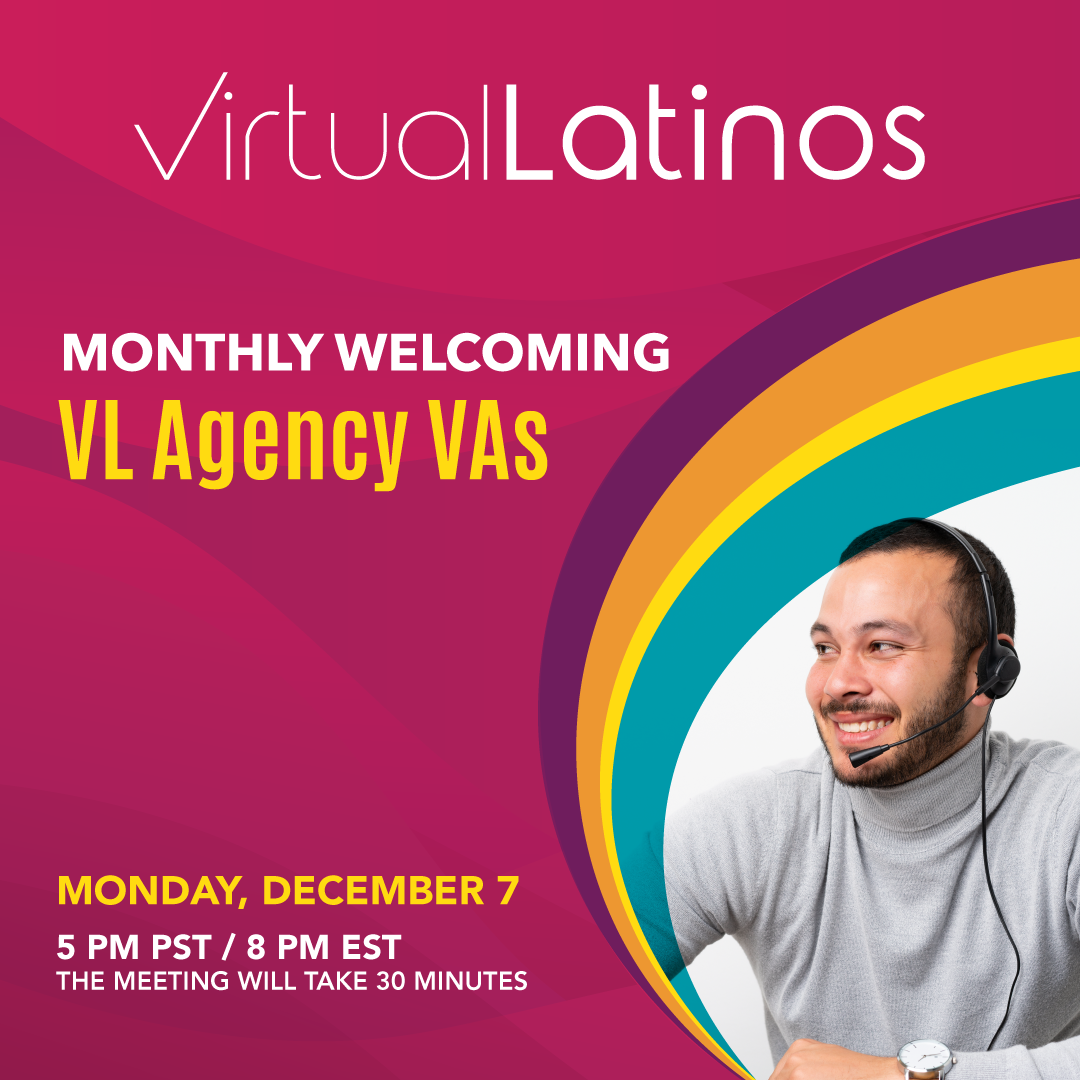 VirtualLatinos
MONTHLY WELCOMING
VL Agency VAs
MONDAY, DECEMBER 7
5 PM PST / 8 PM EST
THE MEETING WILL TAKE 30 MINUTES